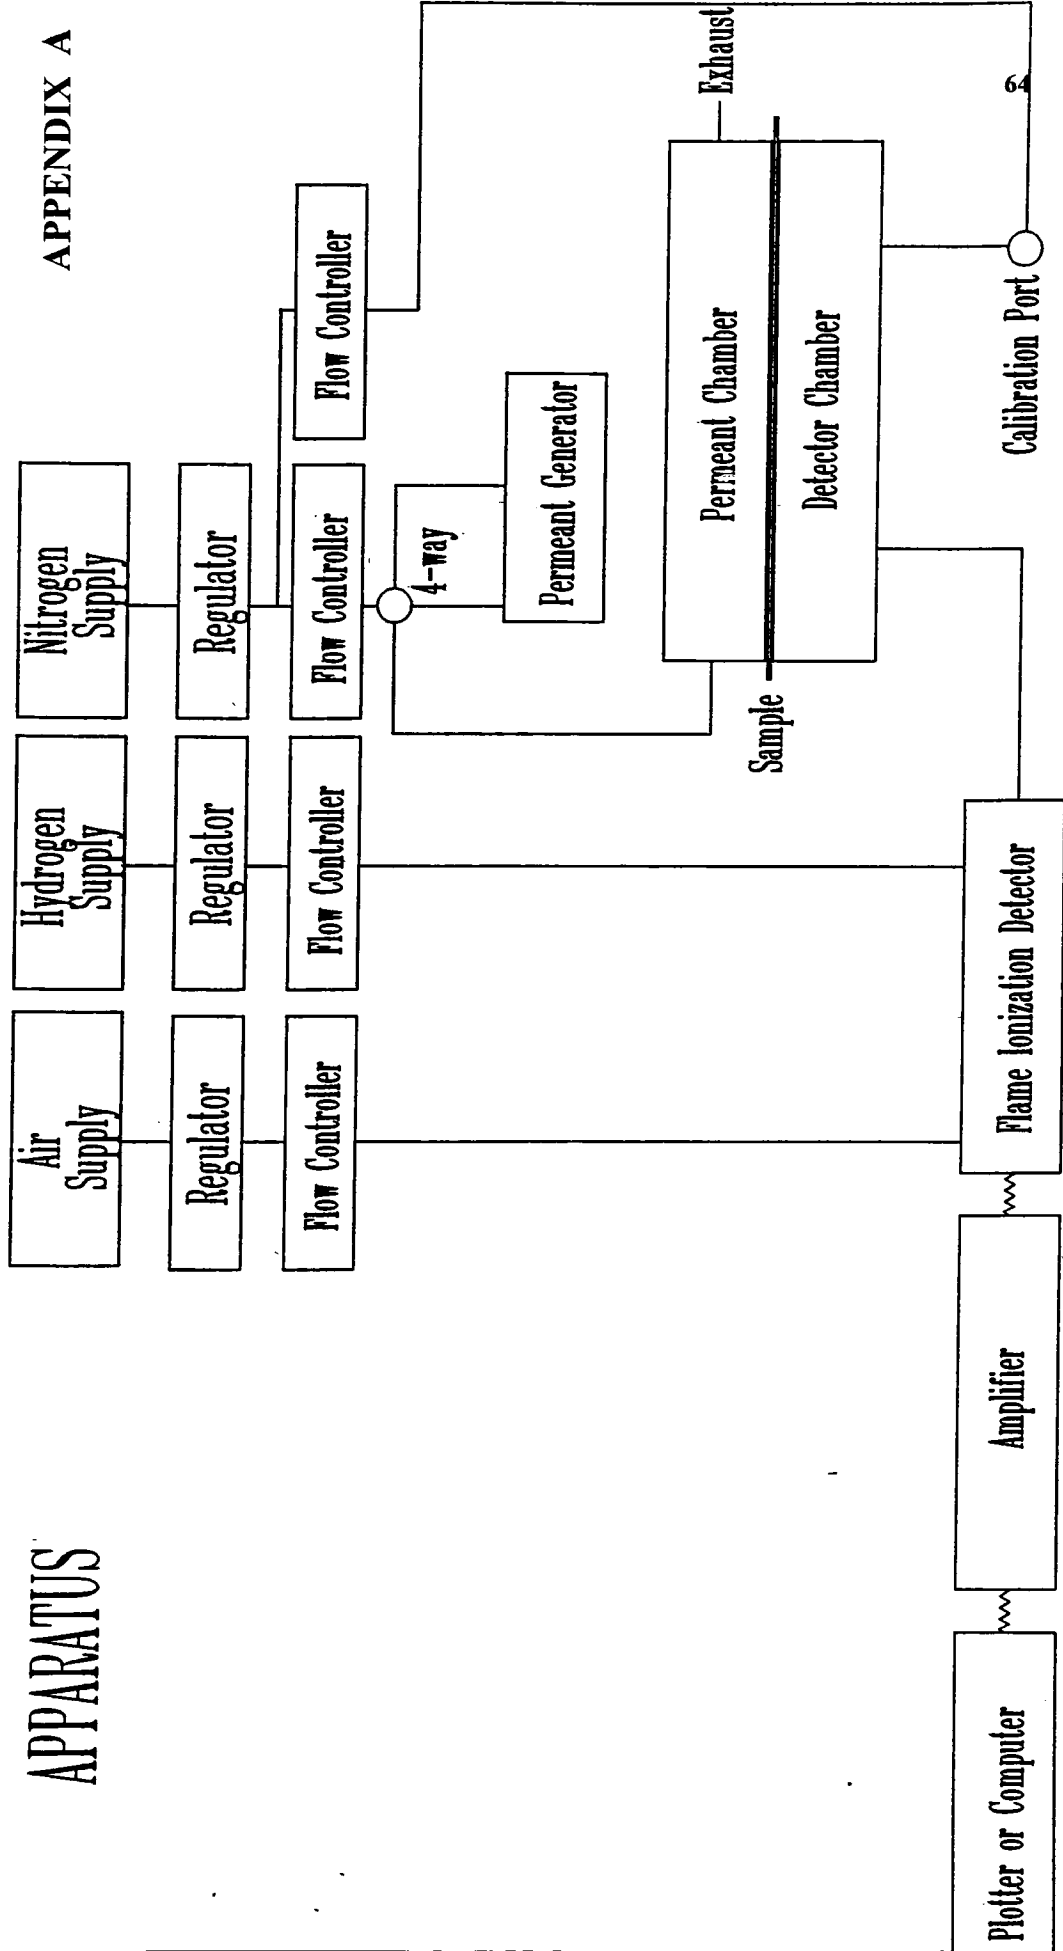 APPENDIX A
APPARATUS
Air
Supply
Hydrogen
Supply
Nitrogen
Supply
Regulator
Regulator
Regulator
Flow Controller
Flow Controller
Flow Controller
Flow Controller
4-way
Permeant Generator
Exhaust
Permeant Chamber
Sample
Detector Chamber
Calibration Port
Plotter or Computer
Amplifier
Flame Ionization Detector
64